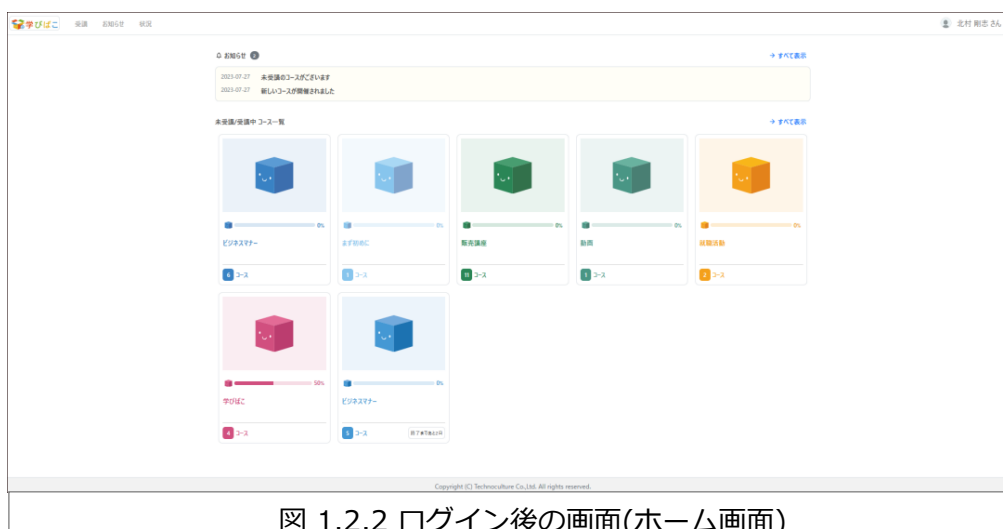 学びばこ 受講 お知らせ 状況 北村 剛志 さん
お知らせ 2 → すべて表示
2023-07-27 未受講のコースがございます
2023-07-27 新しいコースが開催されました
未受講/受講中 コース一覧 → すべて表示
0% 0% 0% 0% 0%
ビジネスマナー まず初めに 販売講座 動画 就職活動
6 コース 1 コース 11 コース 1 コース 2 コース
50% 0%
学びばこ ビジネスマナー
4 コース 5 コース
Copyright (C) Technoculture Co.,Ltd. All rights reserved.
図 1.2.2 ログイン後の画面(ホーム画面)